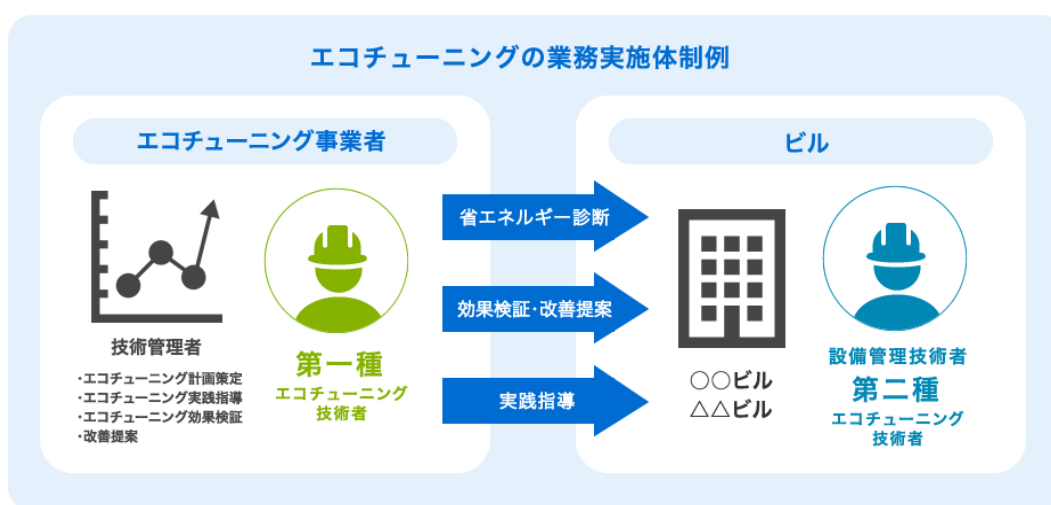 エコチューニングの業務実施体制例
エコチューニング事業者
技術管理者
・エコチューニング計画策定
・エコチューニング実践指導
・エコチューニング効果検証
・改善提案
第一種
エコチューニング
技術者
省エネルギー診断
効果検証・改善提案
実践指導
ビル
○○ビル
△△ビル
設備管理技術者
第二種
エコチューニング
技術者